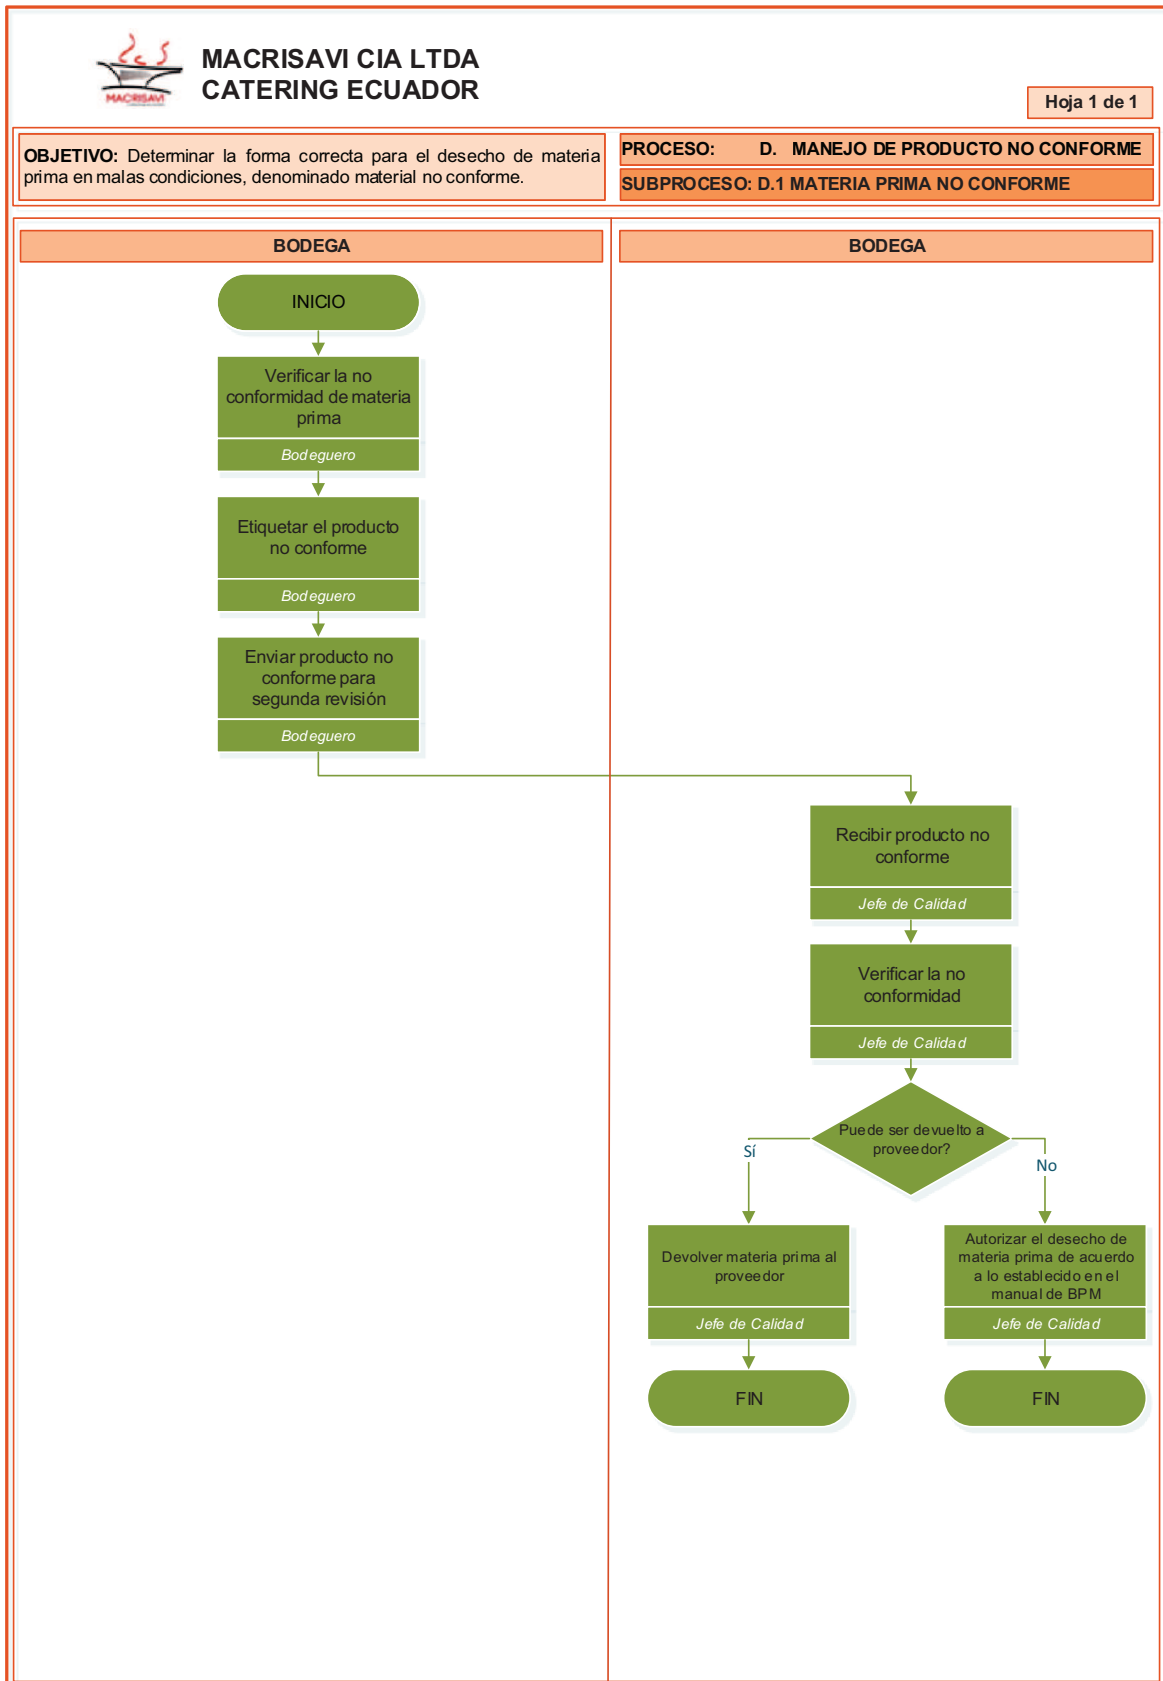 MACRISAVI
MACRISAVI CIA LTDA
CATERING ECUADOR
Hoja 1 de 1
OBJETIVO: Determinar la forma correcta para el desecho de materia
prima en malas condiciones, denominado material no conforme.
PROCESO: D. MANEJO DE PRODUCTO NO CONFORME
SUBPROCESO: D.1 MATERIA PRIMA NO CONFORME
BODEGA
BODEGA
INICIO
Verificar la no
conformidad de materia
prima
Bodeguero
Etiquetar el producto
no conforme
Bodeguero
Enviar producto no
conforme para
segunda revisión
Bodeguero
Recibir producto no
conforme
Jefe de Calidad
Verificar la no
conformidad
Jefe de Calidad
Puede ser devuelto a
proveedor?
Sí
No
Devolver materia prima al
proveedor
Jefe de Calidad
Autorizar el desecho de
materia prima de acuerdo
a lo establecido en el
manual de BPM
Jefe de Calidad
FIN
FIN